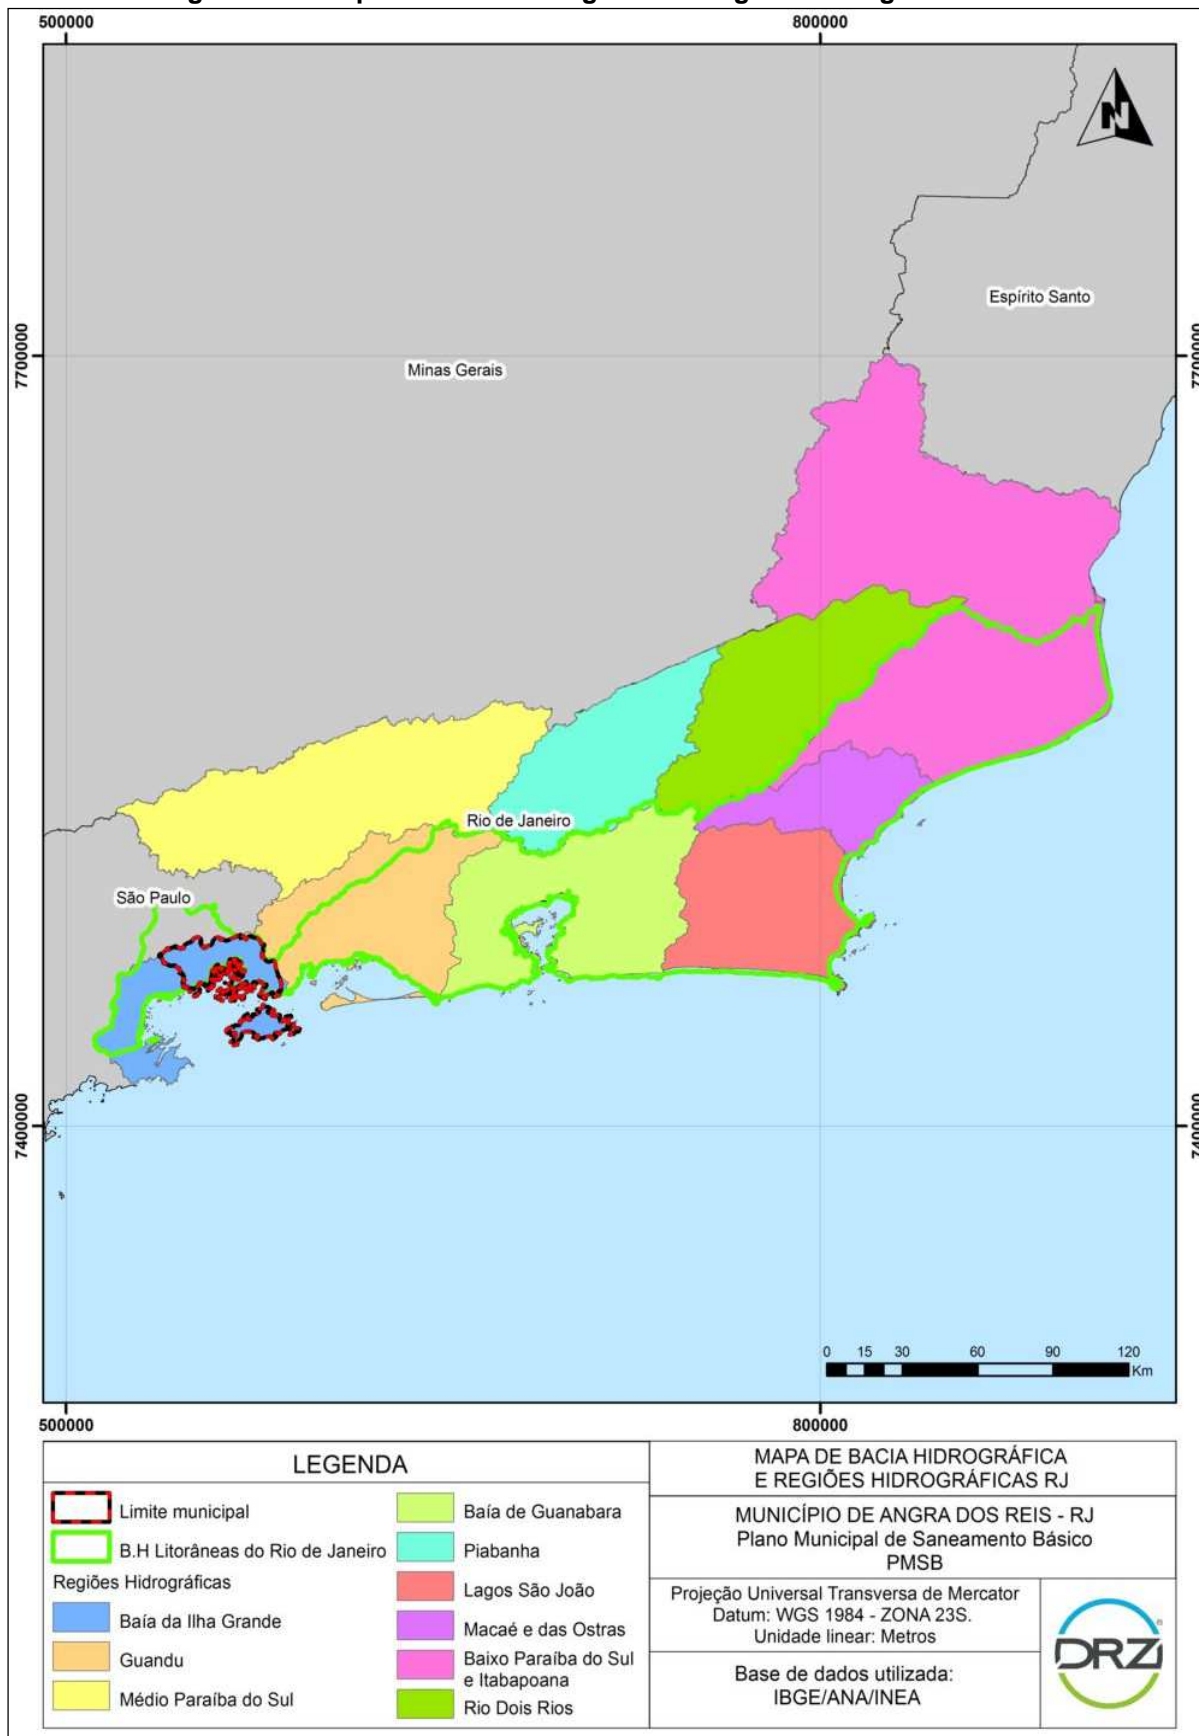 500000
800000
N
Espírito Santo
7700000
7700000
Minas Gerais
Rio de Janeiro
São Paulo
7400000
7400000
0 15 30 60 90 120
Km
500000
800000
LEGENDA
Limite municipal
B.H Litorâneas do Rio de Janeiro
Regiões Hidrográficas
Baía da Ilha Grande
Guandu
Médio Paraíba do Sul
Baía de Guanabara
Piabanha
Lagos São João
Macaé e das Ostras
Baixo Paraíba do Sul
e Itabapoana
Rio Dois Rios
MAPA DE BACIA HIDROGRÁFICA
E REGIÕES HIDROGRÁFICAS RJ
MUNICÍPIO DE ANGRA DOS REIS - RJ
Plano Municipal de Saneamento Básico
PMSB
Projeção Universal Transversa de Mercator
Datum: WGS 1984 - ZONA 23S.
Unidade linear: Metros
Base de dados utilizada:
IBGE/ANA/INEA
DRZ